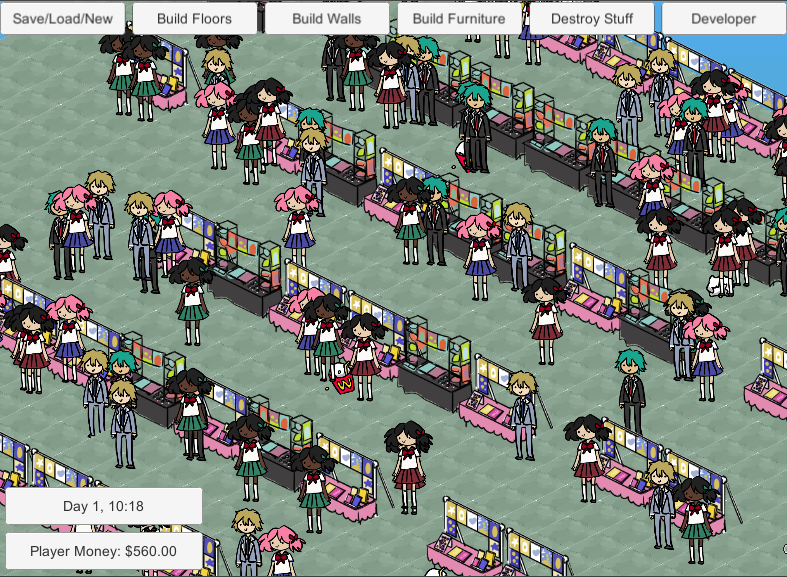 Save/Load/New
Build Floors
Build Walls
Build Furniture
Destroy Stuff
Developer
W
Day 1, 10:18
Player Money: $560.00